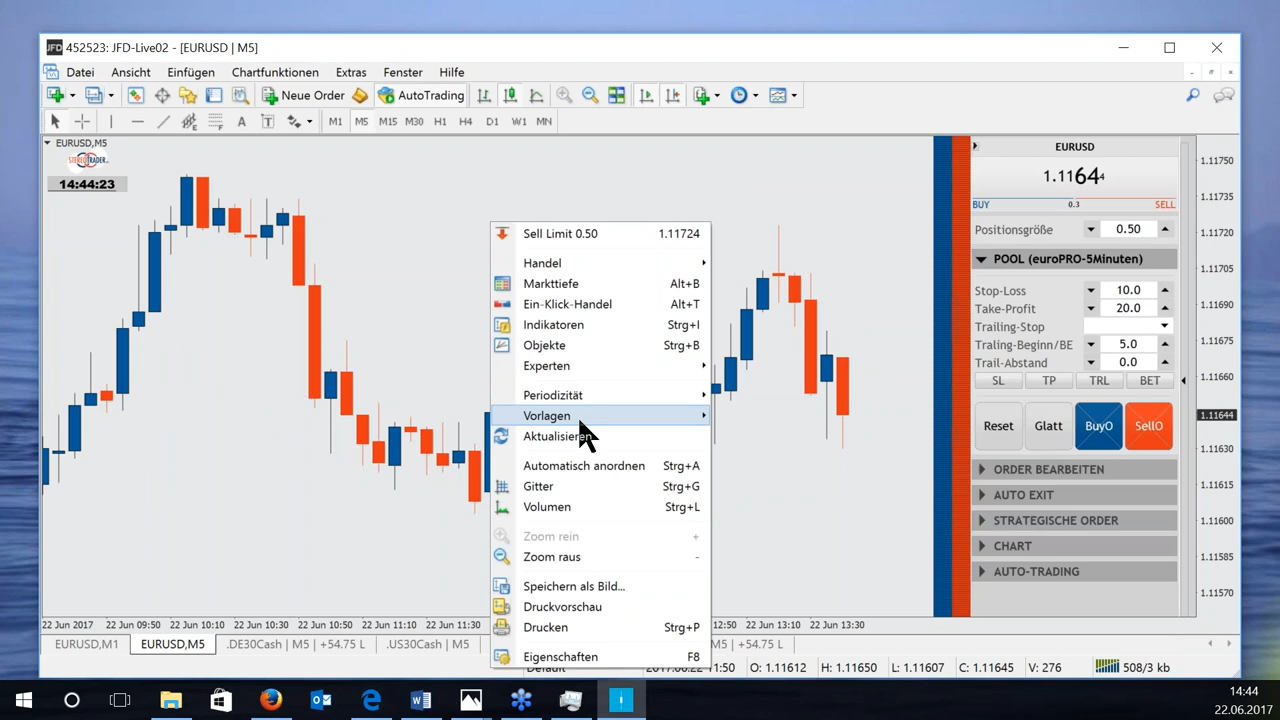 452523: JFD-Live02 - [EURUSD | M5]
Datei Ansicht Einfügen Chartfunktionen Extras Fenster Hilfe
Neue Order AutoTrading
M1 M5 M15 M30 H1 H4 D1 W1 MN
EURUSD,M5
STEREOTRADER
14:44:23
Sell Limit 0.50 1.11724
Handel
Markttiefe Alt+B
Ein-Klick-Handel Alt+T
Indikatoren Strg+I
Objekte Strg+B
Experten
Periodizität
Vorlagen
Aktualisieren
Automatisch anordnen Strg+A
Gitter Strg+G
Volumen Strg+L
Zoom rein +
Zoom raus -
Speichern als Bild...
Druckvorschau
Drucken Strg+P
Eigenschaften F8
EURUSD
1.11644
BUY 0.3 SELL
Positionsgröße 0.50
POOL (euroPRO-5Minuten)
Stop-Loss 10.0
Take-Profit 20.0
Trailing-Stop
Traling-Beginn/BE 5.0
Trail-Abstand 0.0
SL TP TRL BET
Reset Glatt BuyO SellO
ORDER BEARBEITEN
AUTO EXIT
STRATEGISCHE ORDER
CHART
AUTO-TRADING
1.11750
1.11735
1.11720
1.11705
1.11690
1.11675
1.11660
1.11644
1.11630
1.11615
1.11600
1.11585
1.11570
22 Jun 2017 22 Jun 09:50 22 Jun 10:10 22 Jun 10:30 22 Jun 10:50 22 Jun 11:10 22 Jun 11:30 12:50 22 Jun 13:10 22 Jun 13:30
EURUSD,M1 EURUSD,M5 .DE30Cash | M5 | +54.75 L .US30Cash | M5 M5 | +54.75 L
Default 2017.06.22 11:50 O: 1.11612 H: 1.11650 L: 1.11607 C: 1.11645 V: 276 508/3 kb
14:44
22.06.2017